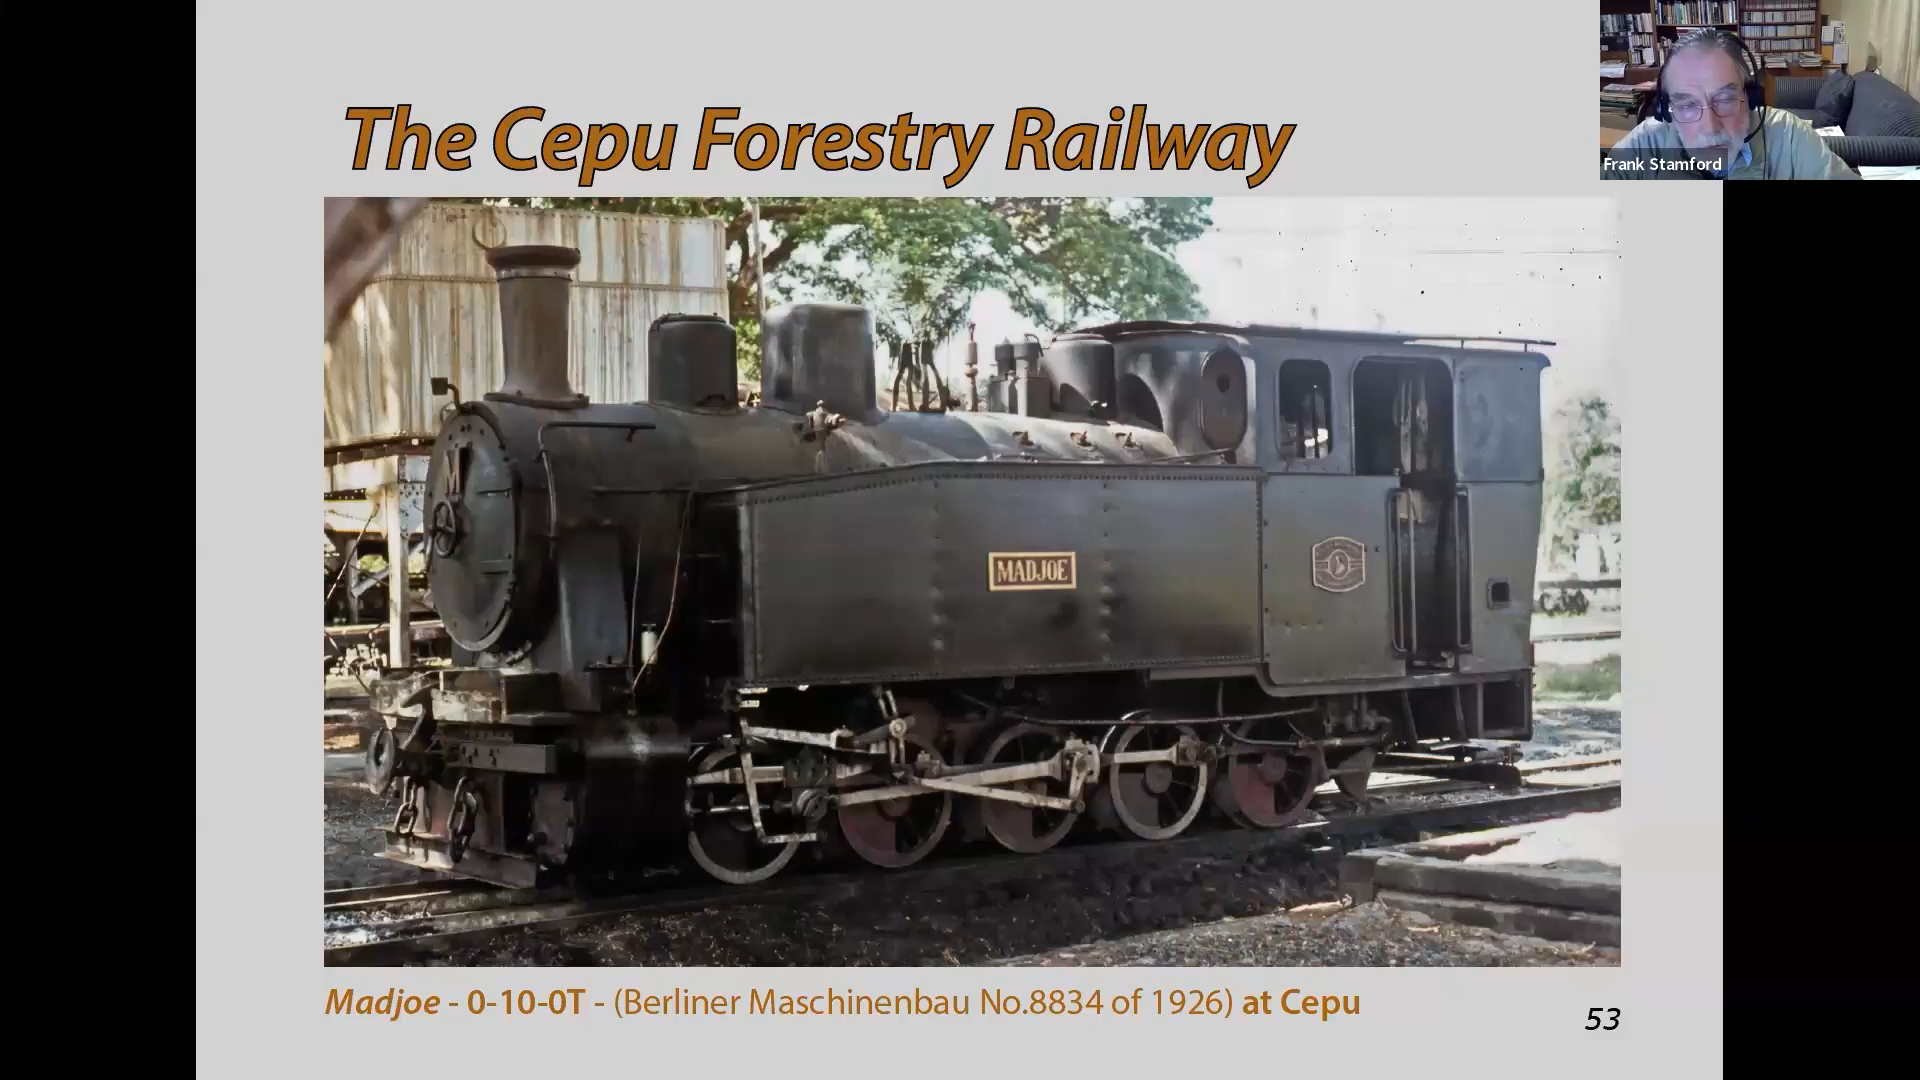 The Cepu Forestry Railway
Frank Stamford
M
MADJOE
Madjoe - 0-10-0T - (Berliner Maschinenbau No.8834 of 1926) at Cepu
53